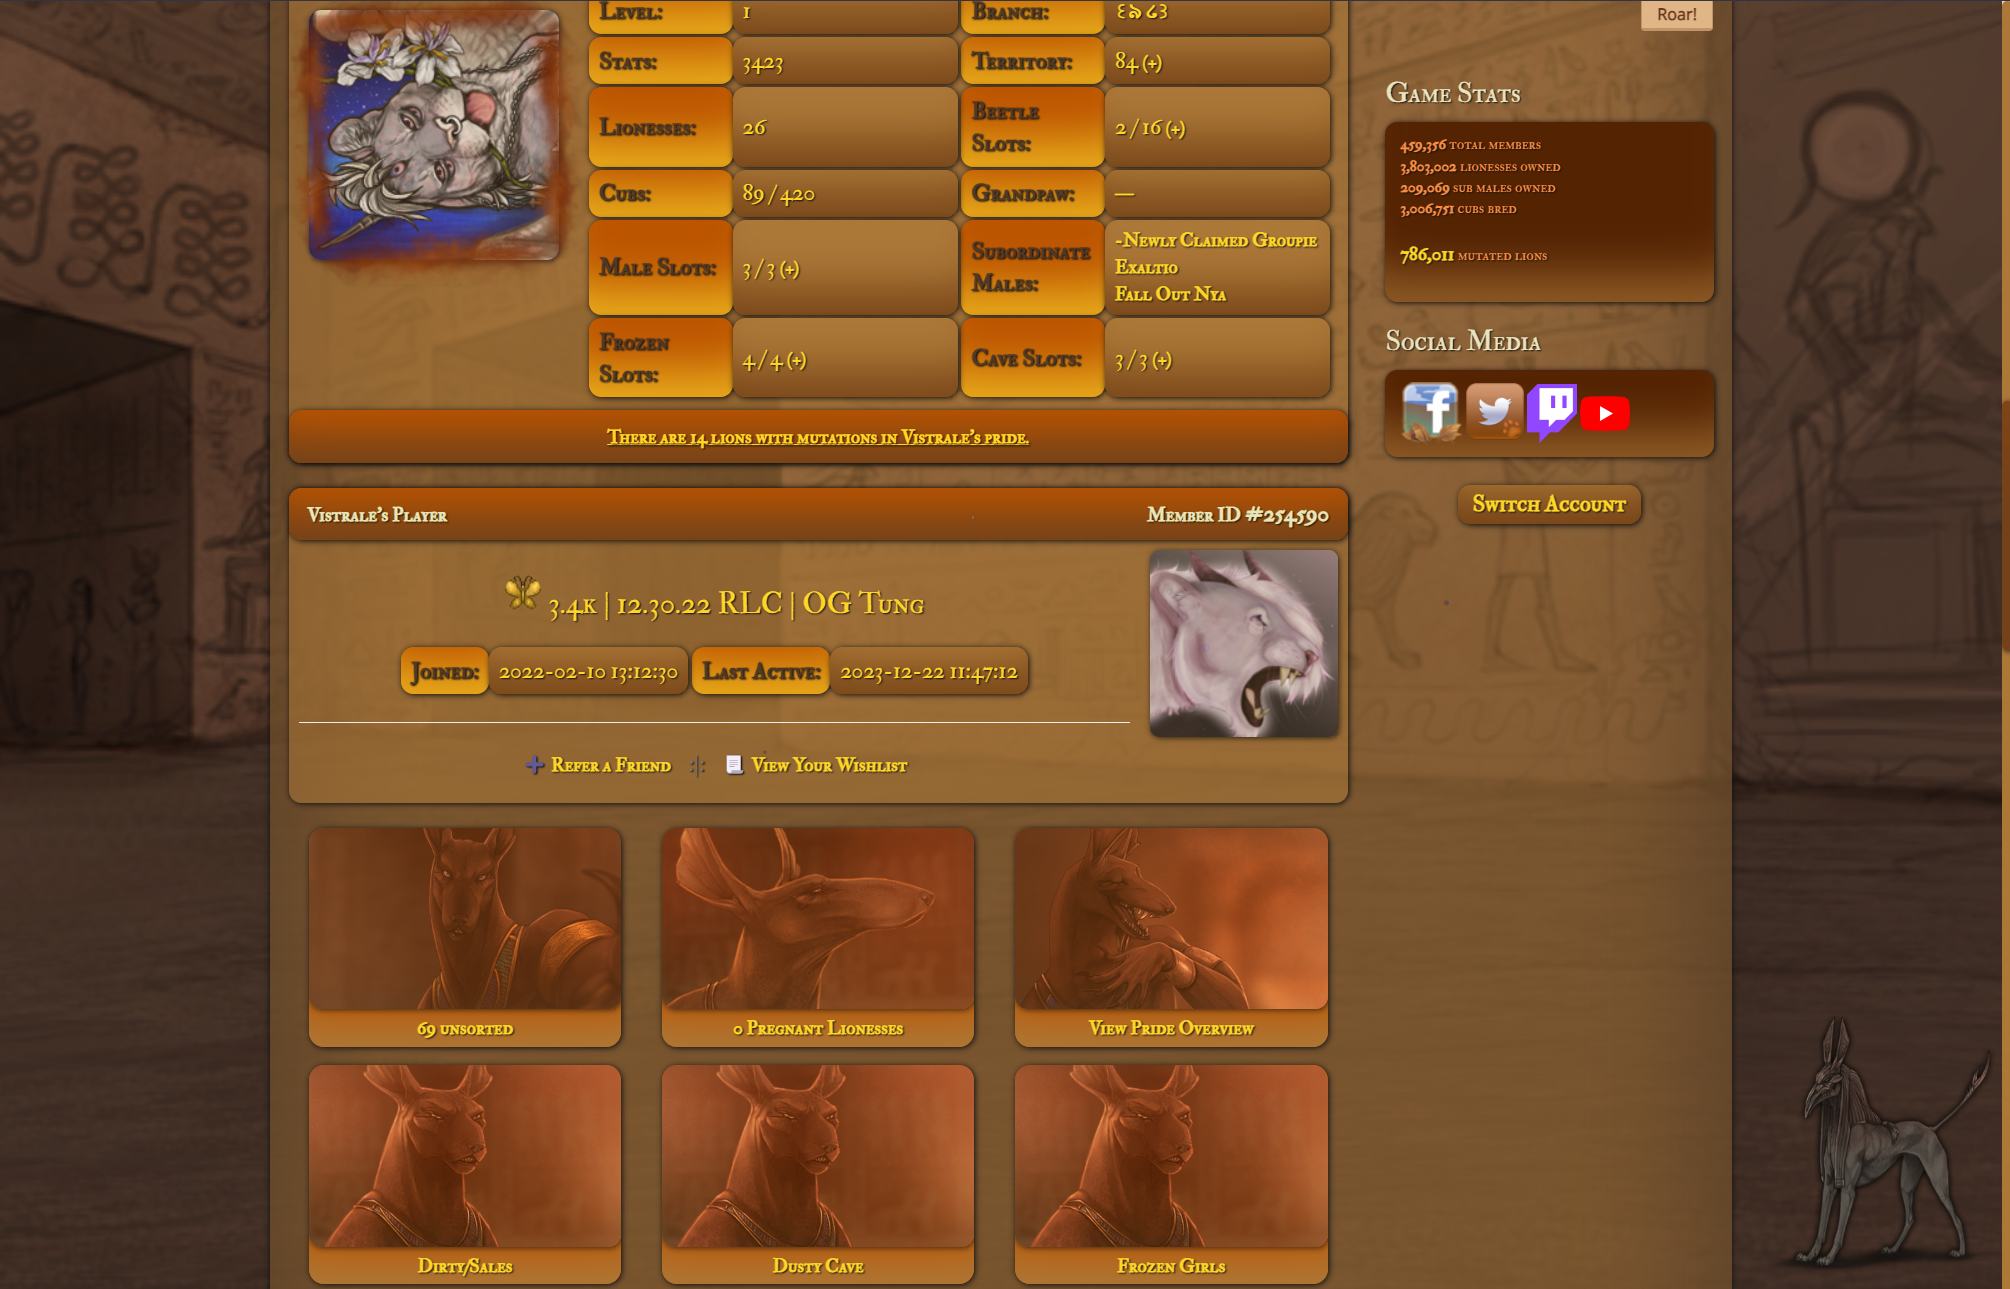 Level: 1 Branch: ६৯८३
Roar!
Stats: 3423 Territory: 84 (+)
Lionesses: 26 Beetle Slots: 2 / 16 (+)
Cubs: 89 / 420 Grandpaw: —
Male Slots: 3 / 3 (+) Subordinate Males: -Newly Claimed Groupie
Exaltio
Fall Out Nya
Frozen Slots: 4 / 4 (+) Cave Slots: 3 / 3 (+)
There are 14 lions with mutations in Vistrale's pride.
Vistrale's Player Member ID #254590
3.4k | 12.30.22 RLC | OG Tung
Joined: 2022-02-10 13:12:30 Last Active: 2023-12-22 11:47:12
Refer a Friend
View Your Wishlist
69 unsorted
0 Pregnant Lionesses
View Pride Overview
Dirty/Sales
Dusty Cave
Frozen Girls
Game Stats
459,356 total members
3,803,002 lionesses owned
209,069 sub males owned
3,006,751 cubs bred
786,011 mutated lions
Social Media
Switch Account